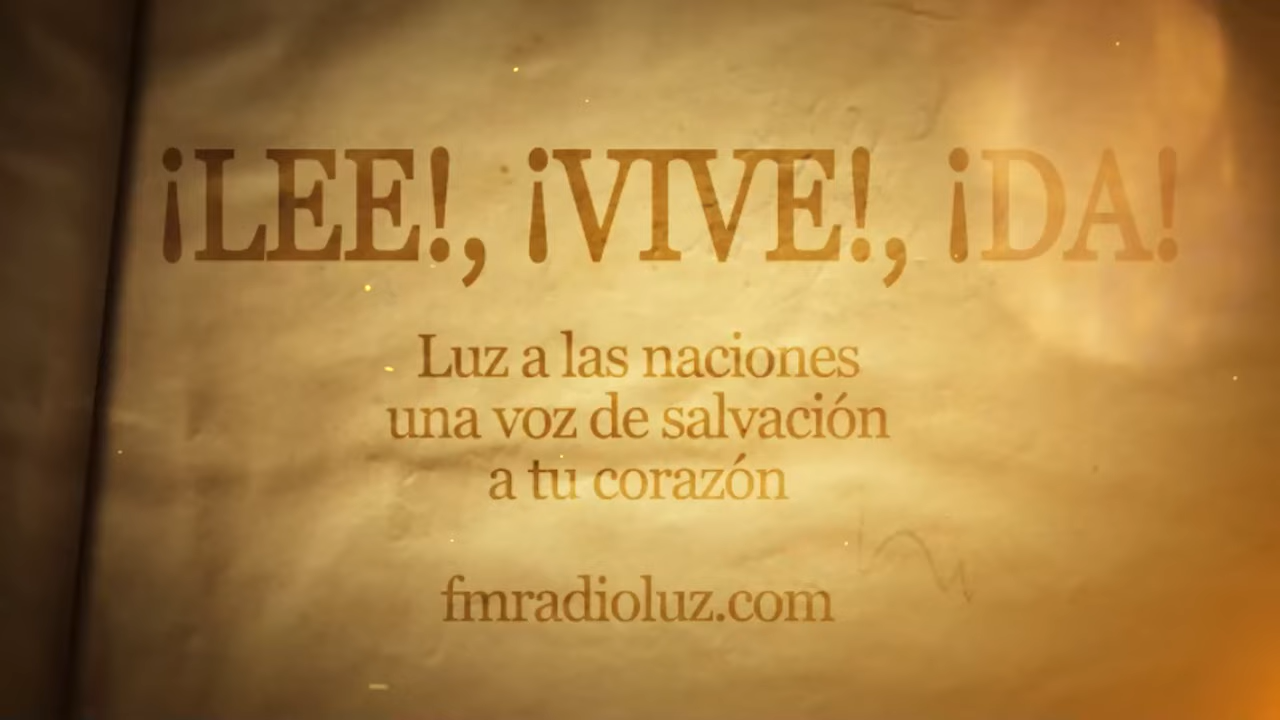 ¡LEE!, ¡VIVE!, ¡DA!
Luz a las naciones
una voz de salvación
a tu corazón
fmradioluz.com